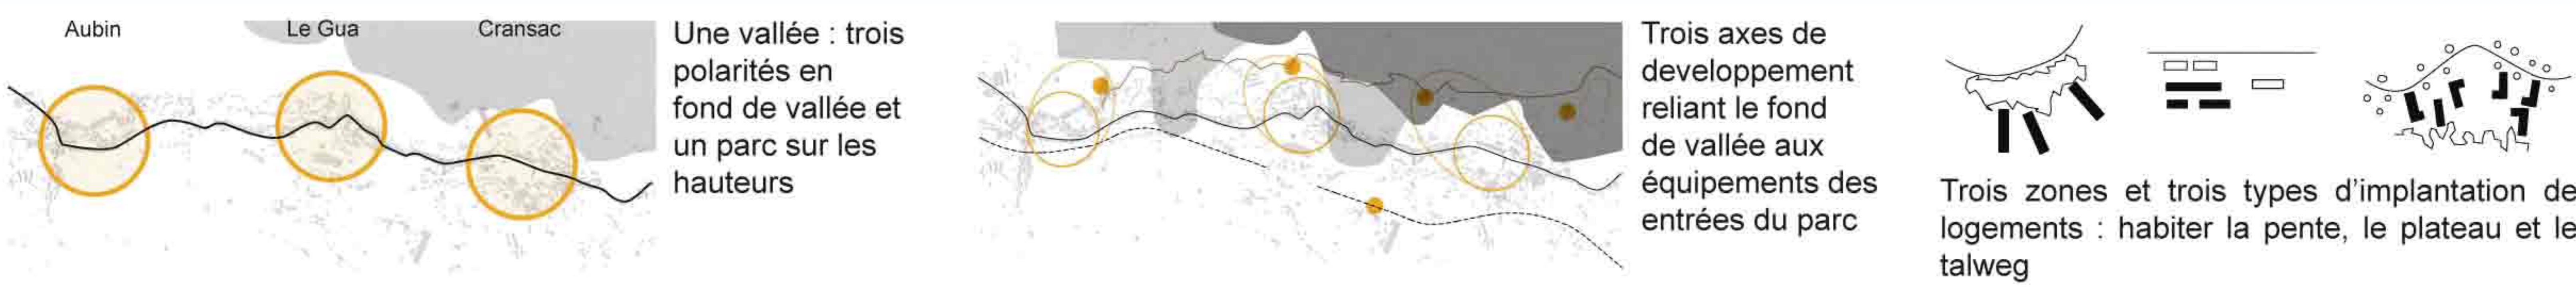 Aubin
Le Gua
Cransac
Une vallée : trois
polarités en
fond de vallée et
un parc sur les
hauteurs
Trois axes de
developpement
reliant le fond
de vallée aux
équipements des
entrées du parc
Trois zones et trois types d'implantation de
logements : habiter la pente, le plateau et le
talweg